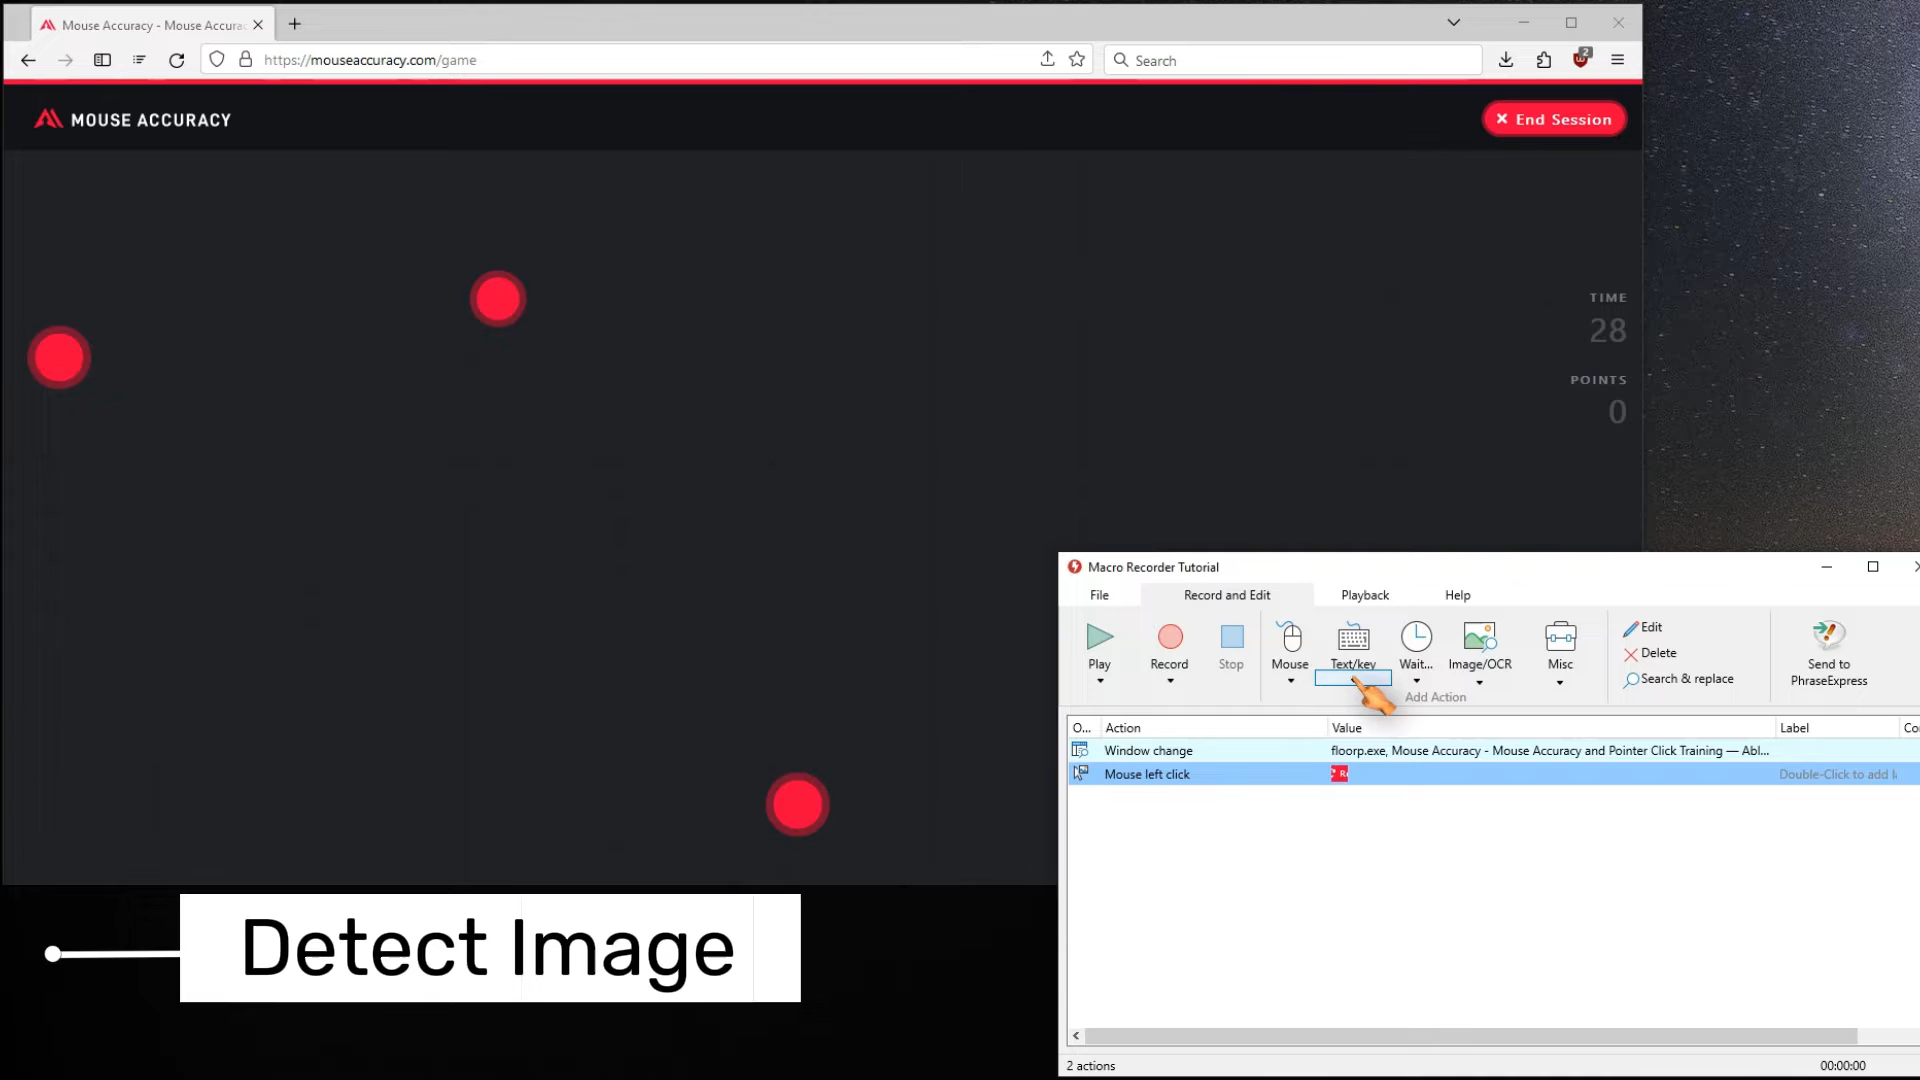 Mouse Accuracy - Mouse Accura
https://mouseaccuracy.com/game
Search
2
MOUSE ACCURACY
End Session
TIME
28
POINTS
0
Macro Recorder Tutorial
File
Record and Edit
Playback
Help
Play
Record
Stop
Mouse
Text/key
Wait...
Image/OCR
Misc
Add Action
Edit
Delete
Search & replace
Send to
PhraseExpress
O...
Action
Value
Label
Co
Window change
floorp.exe, Mouse Accuracy - Mouse Accuracy and Pointer Click Training — Abl...
Mouse left click
Double-Click to add l
2 actions
00:00:00
Detect Image